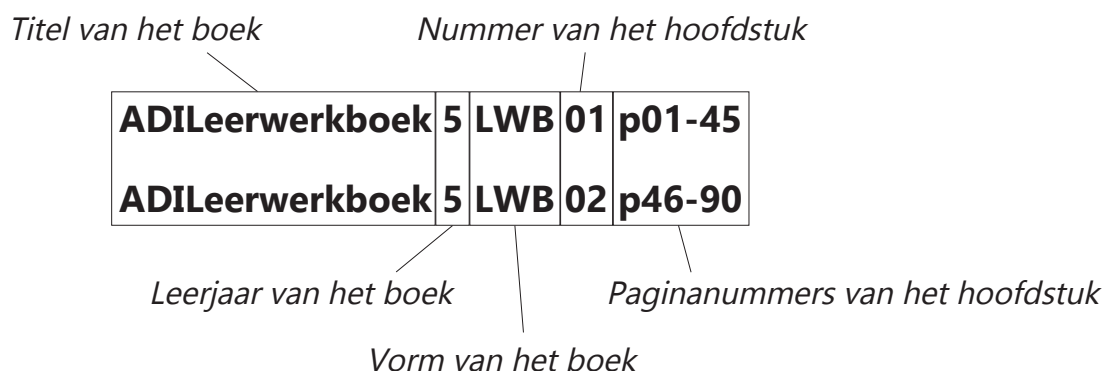 Titel van het boek
Nummer van het hoofdstuk
ADILeerwerkboek 5 LWB 01 p01-45
ADILeerwerkboek 5 LWB 02 p46-90
Leerjaar van het boek
Paginanummers van het hoofdstuk
Vorm van het boek